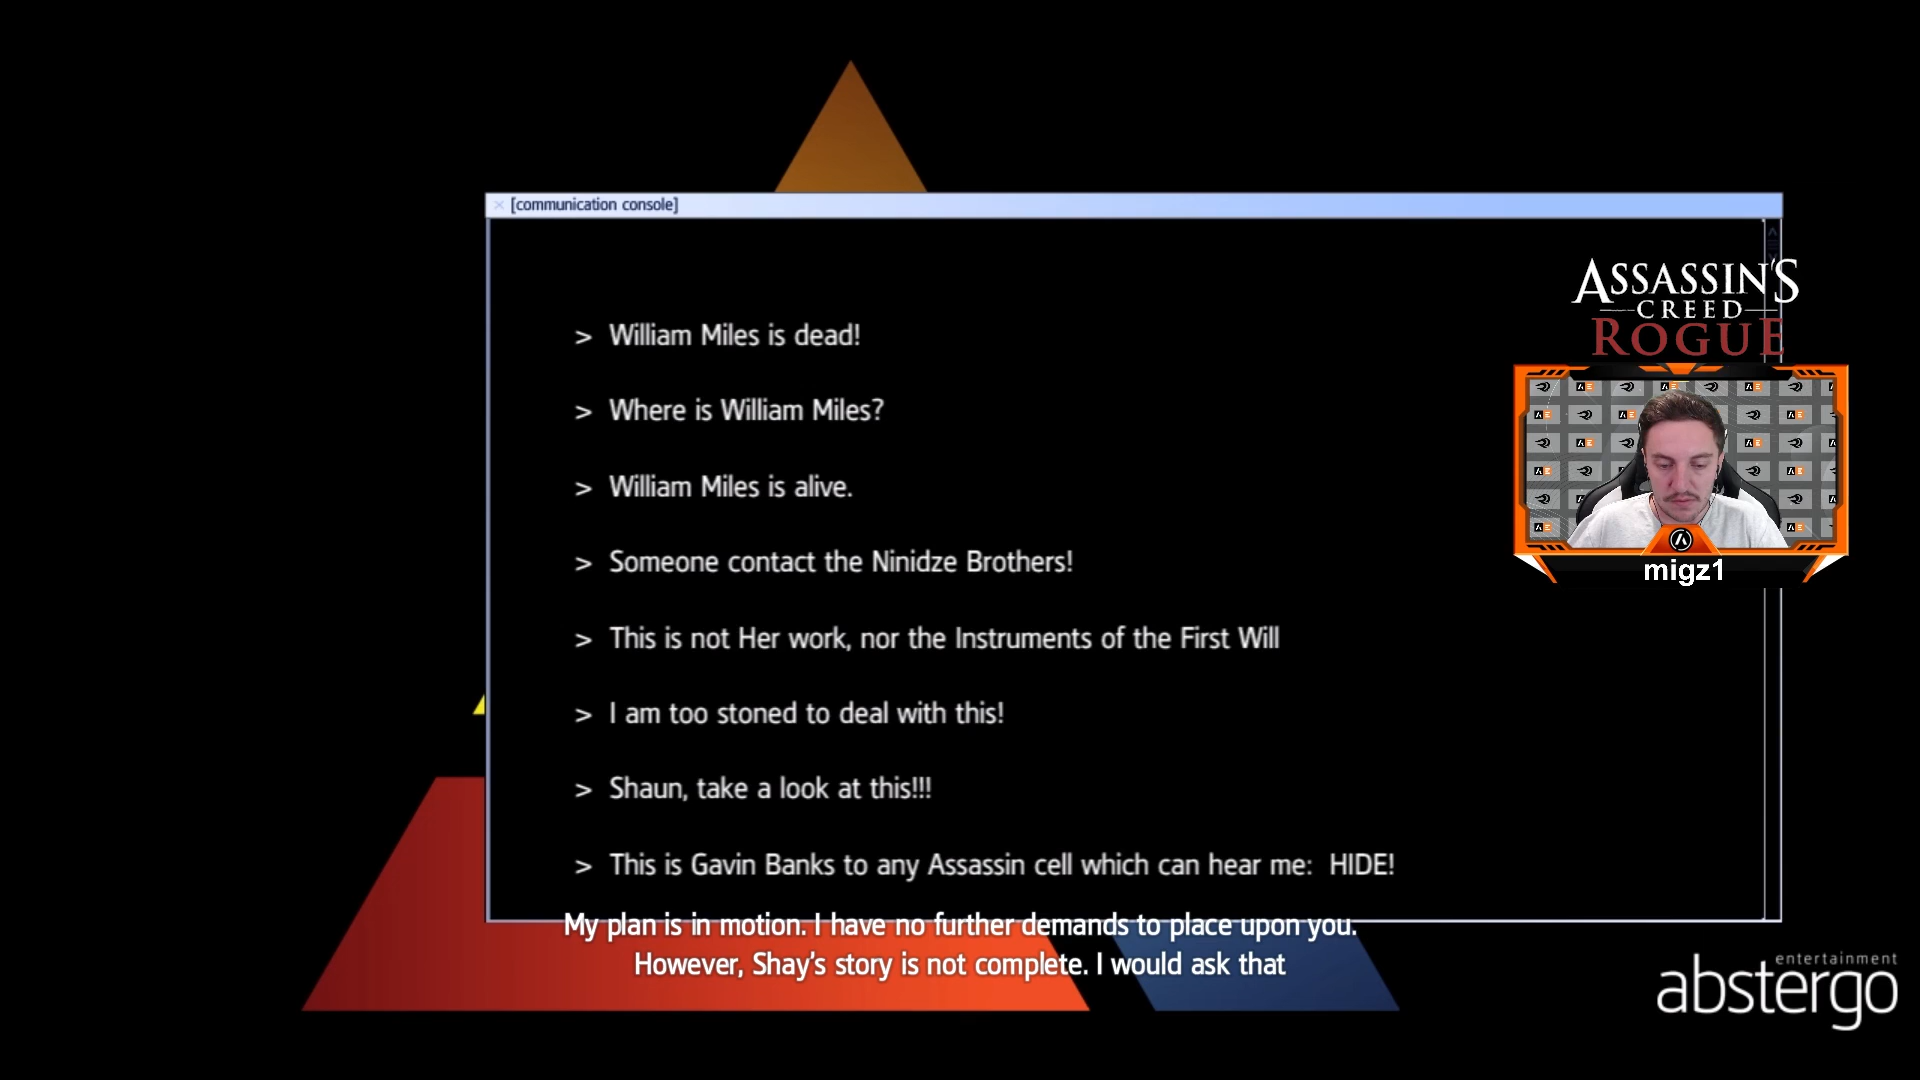 [communication console]
> William Miles is dead!
> Where is William Miles?
> William Miles is alive.
> Someone contact the Ninidze Brothers!
> This is not Her work, nor the Instruments of the First Will
> I am too stoned to deal with this!
> Shaun, take a look at this!!!
> This is Gavin Banks to any Assassin cell which can hear me: HIDE!
My plan is in motion. I have no further demands to place upon you.
However, Shay's story is not complete. I would ask that
ASSASSIN'S
CREED
ROGUE
migz1
entertainment
abstergo